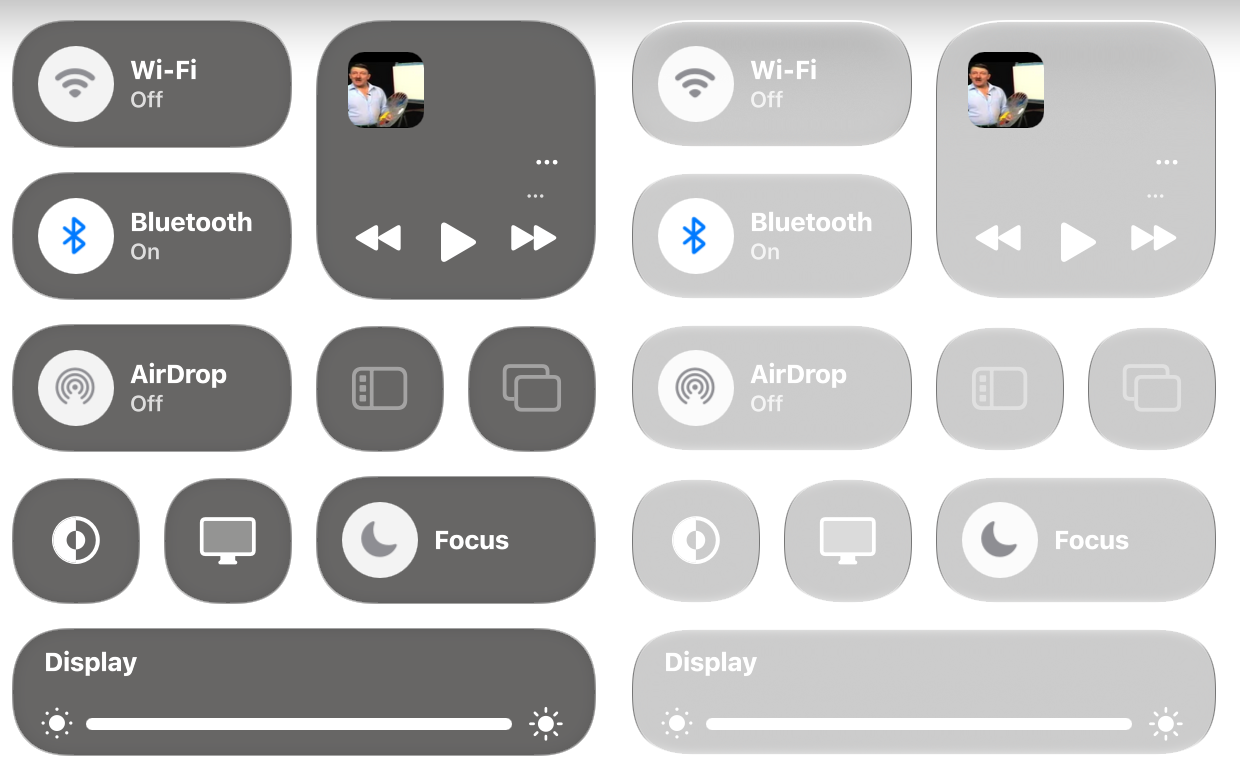 Wi-Fi
Off
...
...
Bluetooth
On
AirDrop
Off
Focus
Display
Wi-Fi
Off
...
...
Bluetooth
On
AirDrop
Off
Focus
Display